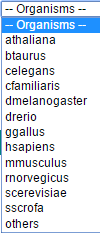 -- Organisms --
-- Organisms --
athaliana
btaurus
celegans
cfamiliaris
dmelanogaster
drerio
ggallus
hsapiens
mmusculus
rnorvegicus
scerevisiae
sscrofa
others